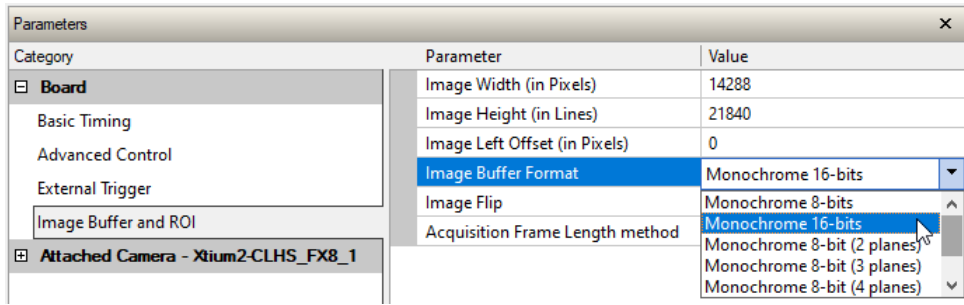 Parameters
Category Parameter Value
Board
Basic Timing
Advanced Control
External Trigger
Image Buffer and ROI
Attached Camera - Xtium2-CLHS_FX8_1
Image Width (in Pixels) 14288
Image Height (in Lines) 21840
Image Left Offset (in Pixels) 0
Image Buffer Format Monochrome 16-bits
Image Flip
Acquisition Frame Length method
Monochrome 8-bits
Monochrome 16-bits
Monochrome 8-bit (2 planes)
Monochrome 8-bit (3 planes)
Monochrome 8-bit (4 planes)